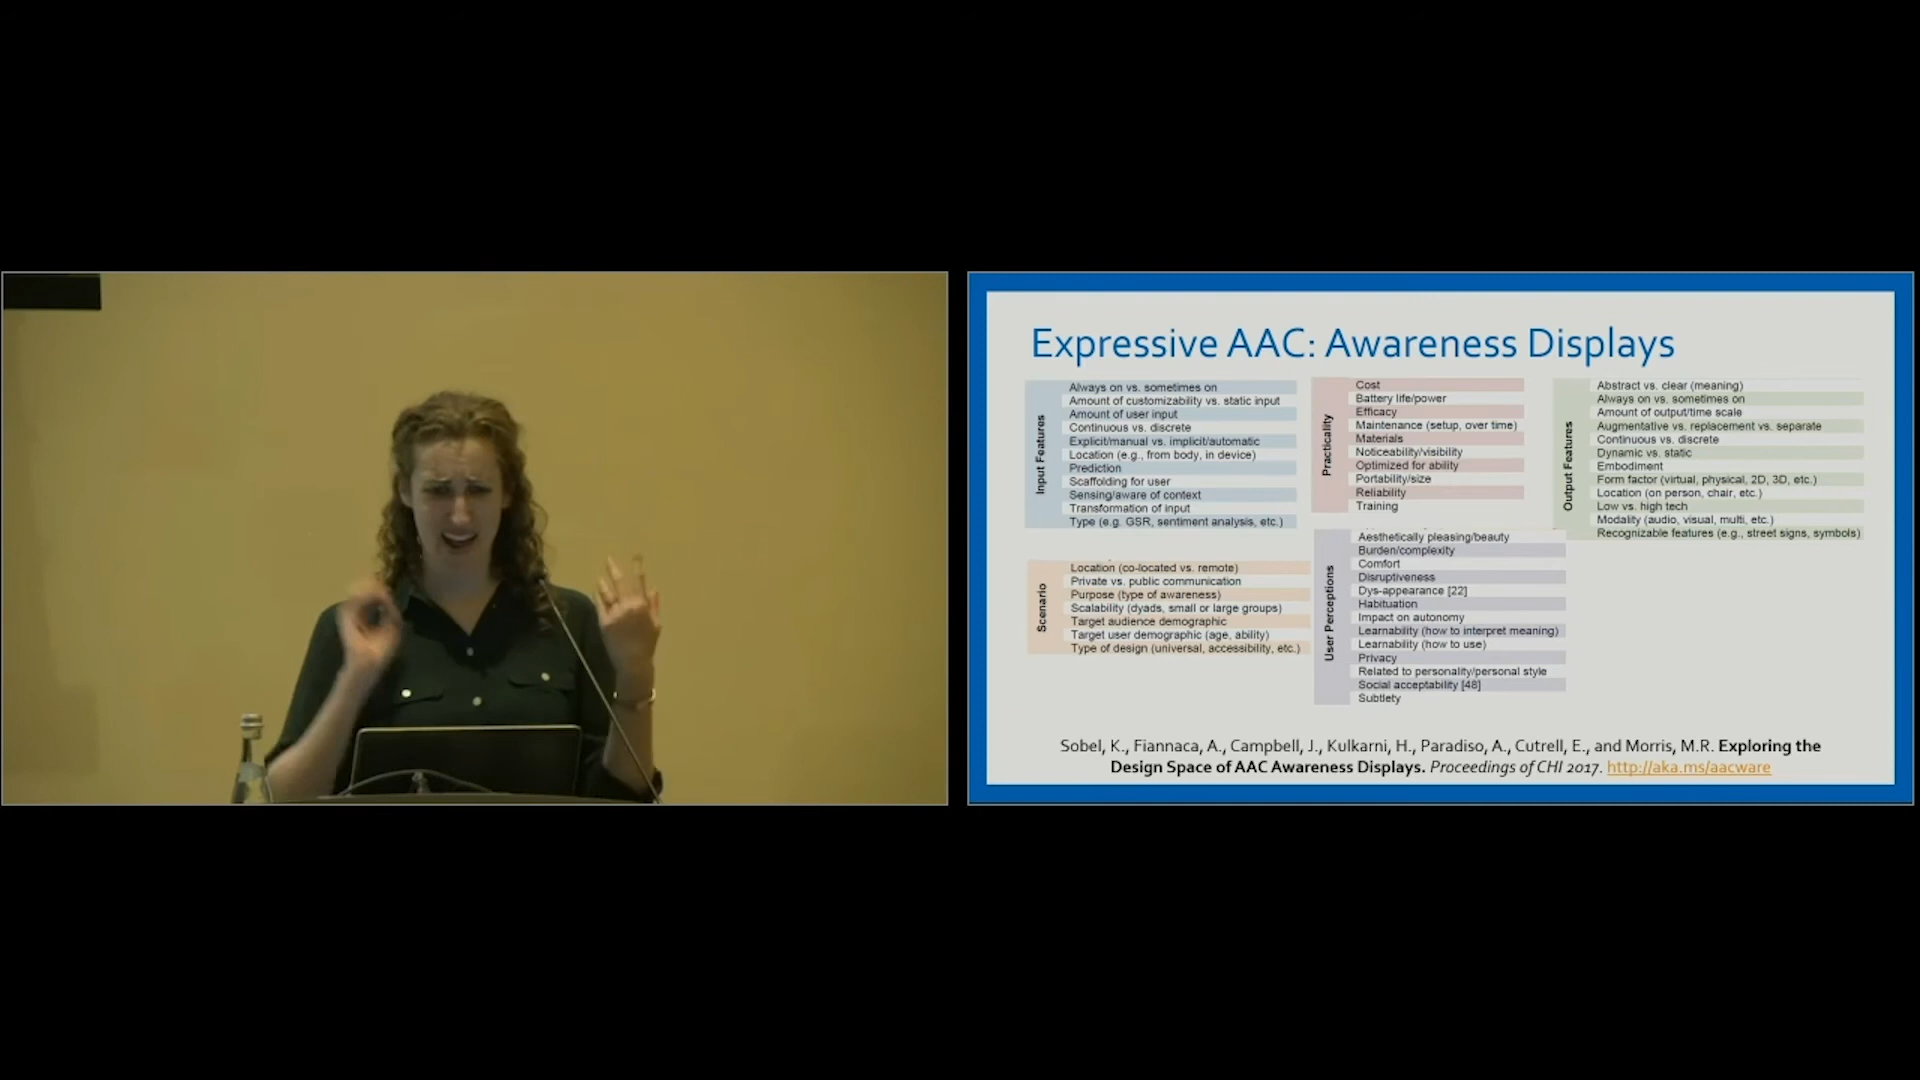 Expressive AAC: Awareness Displays
Input Features
Always on vs. sometimes on
Amount of customizability vs. static input
Amount of user input
Continuous vs. discrete
Explicit/manual vs. implicit/automatic
Location (e.g., from body, in device)
Prediction
Scaffolding for user
Sensing/aware of context
Transformation of input
Type (e.g. GSR, sentiment analysis, etc.)
Scenario
Location (co-located vs. remote)
Private vs. public communication
Purpose (type of awareness)
Scalability (dyads, small or large groups)
Target audience demographic
Target user demographic (age, ability)
Type of design (universal, accessibility, etc.)
Practicality
Cost
Battery life/power
Efficacy
Maintenance (setup, over time)
Materials
Noticeability/visibility
Optimized for ability
Portability/size
Reliability
Training
User Perceptions
Aesthetically pleasing/beauty
Burden/complexity
Comfort
Disruptiveness
Dys-appearance [22]
Habituation
Impact on autonomy
Learnability (how to interpret meaning)
Learnability (how to use)
Privacy
Related to personality/personal style
Social acceptability [48]
Subtlety
Output Features
Abstract vs. clear (meaning)
Always on vs. sometimes on
Amount of output/time scale
Augmentative vs. replacement vs. separate
Continuous vs. discrete
Dynamic vs. static
Embodiment
Form factor (virtual, physical, 2D, 3D, etc.)
Location (on person, chair, etc.)
Low vs. high tech
Modality (audio, visual, multi, etc.)
Recognizable features (e.g., street signs, symbols)
Sobel, K., Fiannaca, A., Campbell, J., Kulkarni, H., Paradiso, A., Cutrell, E., and Morris, M.R. Exploring the
Design Space of AAC Awareness Displays. Proceedings of CHI 2017. http://aka.ms/aacware